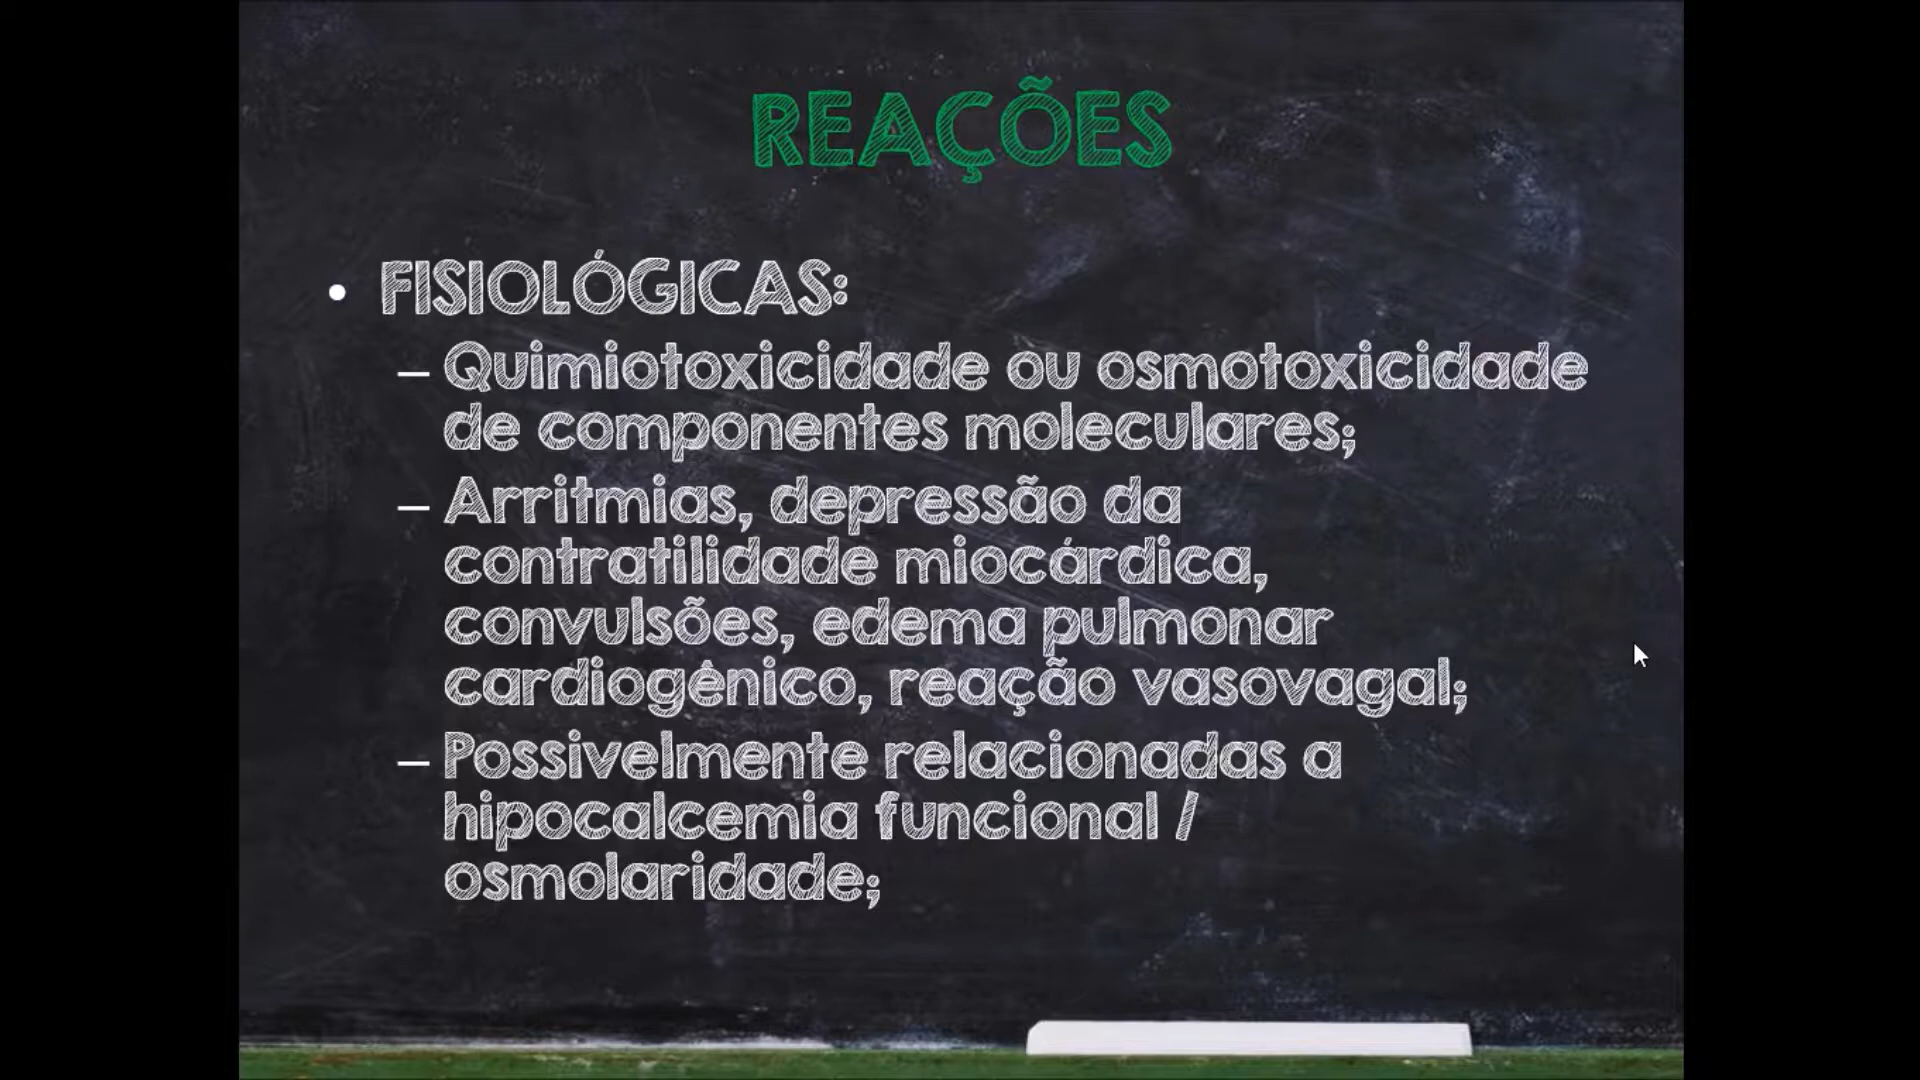 REAÇÕES
• FISIOLÓGICAS:
– Quimiotoxicidade ou osmotoxicidade
de componentes moleculares;
– Arritmias, depressão da
contratilidade miocárdica,
convulsões, edema pulmonar
cardiogênico, reação vasovagal;
– Possivelmente relacionadas a
hipocalcemia funcional /
osmolaridade;